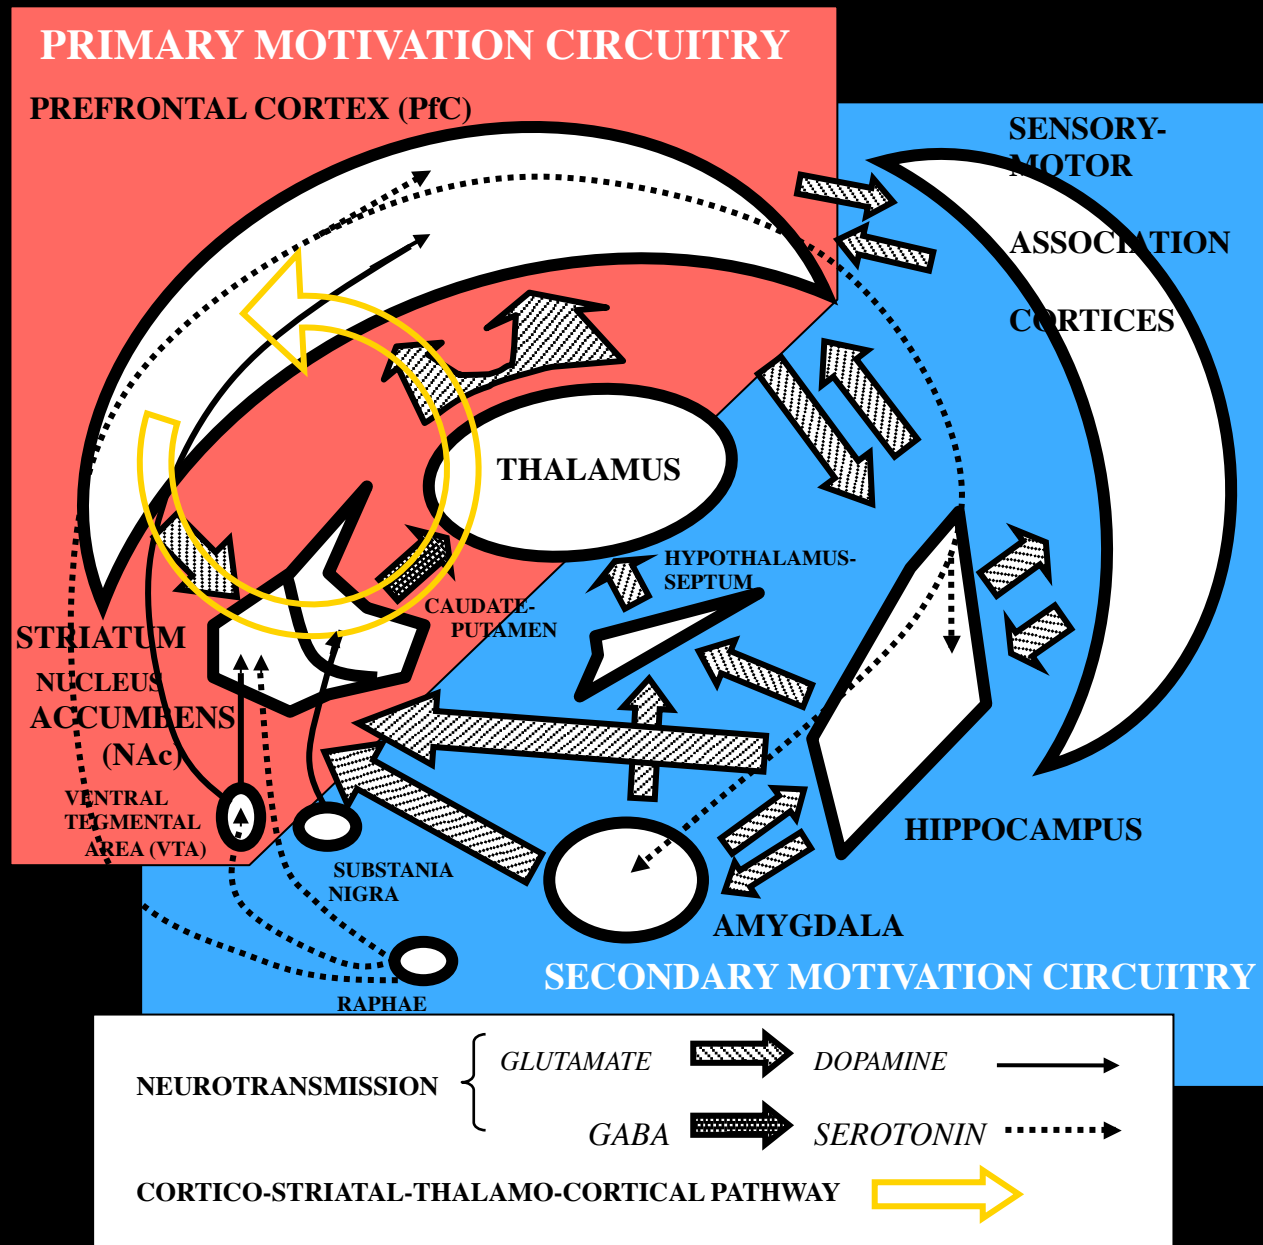 PRIMARY MOTIVATION CIRCUITRY
PREFRONTAL CORTEX (PfC)
SENSORY-
MOTOR
ASSOCIATION
CORTICES
THALAMUS
HYPOTHALAMUS-
SEPTUM
CAUDATE-
PUTAMEN
STRIATUM
NUCLEUS
ACCUMBENS
(NAc)
VENTRAL
TEGMENTAL
AREA (VTA)
SUBSTANIA
NIGRA
HIPPOCAMPUS
AMYGDALA
RAPHAE
SECONDARY MOTIVATION CIRCUITRY
NEUROTRANSMISSION
GLUTAMATE
DOPAMINE
GABA
SEROTONIN
CORTICO-STRIATAL-THALAMO-CORTICAL PATHWAY